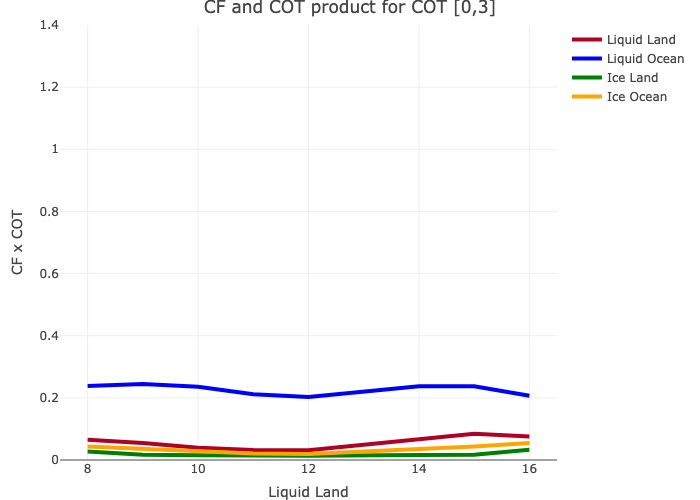 CF and COT product for COT [0,3]
1.4
1.2
1
0.8
0.6
0.4
0.2
0
CF x COT
8
10
12
14
16
Liquid Land
Liquid Land
Liquid Ocean
Ice Land
Ice Ocean